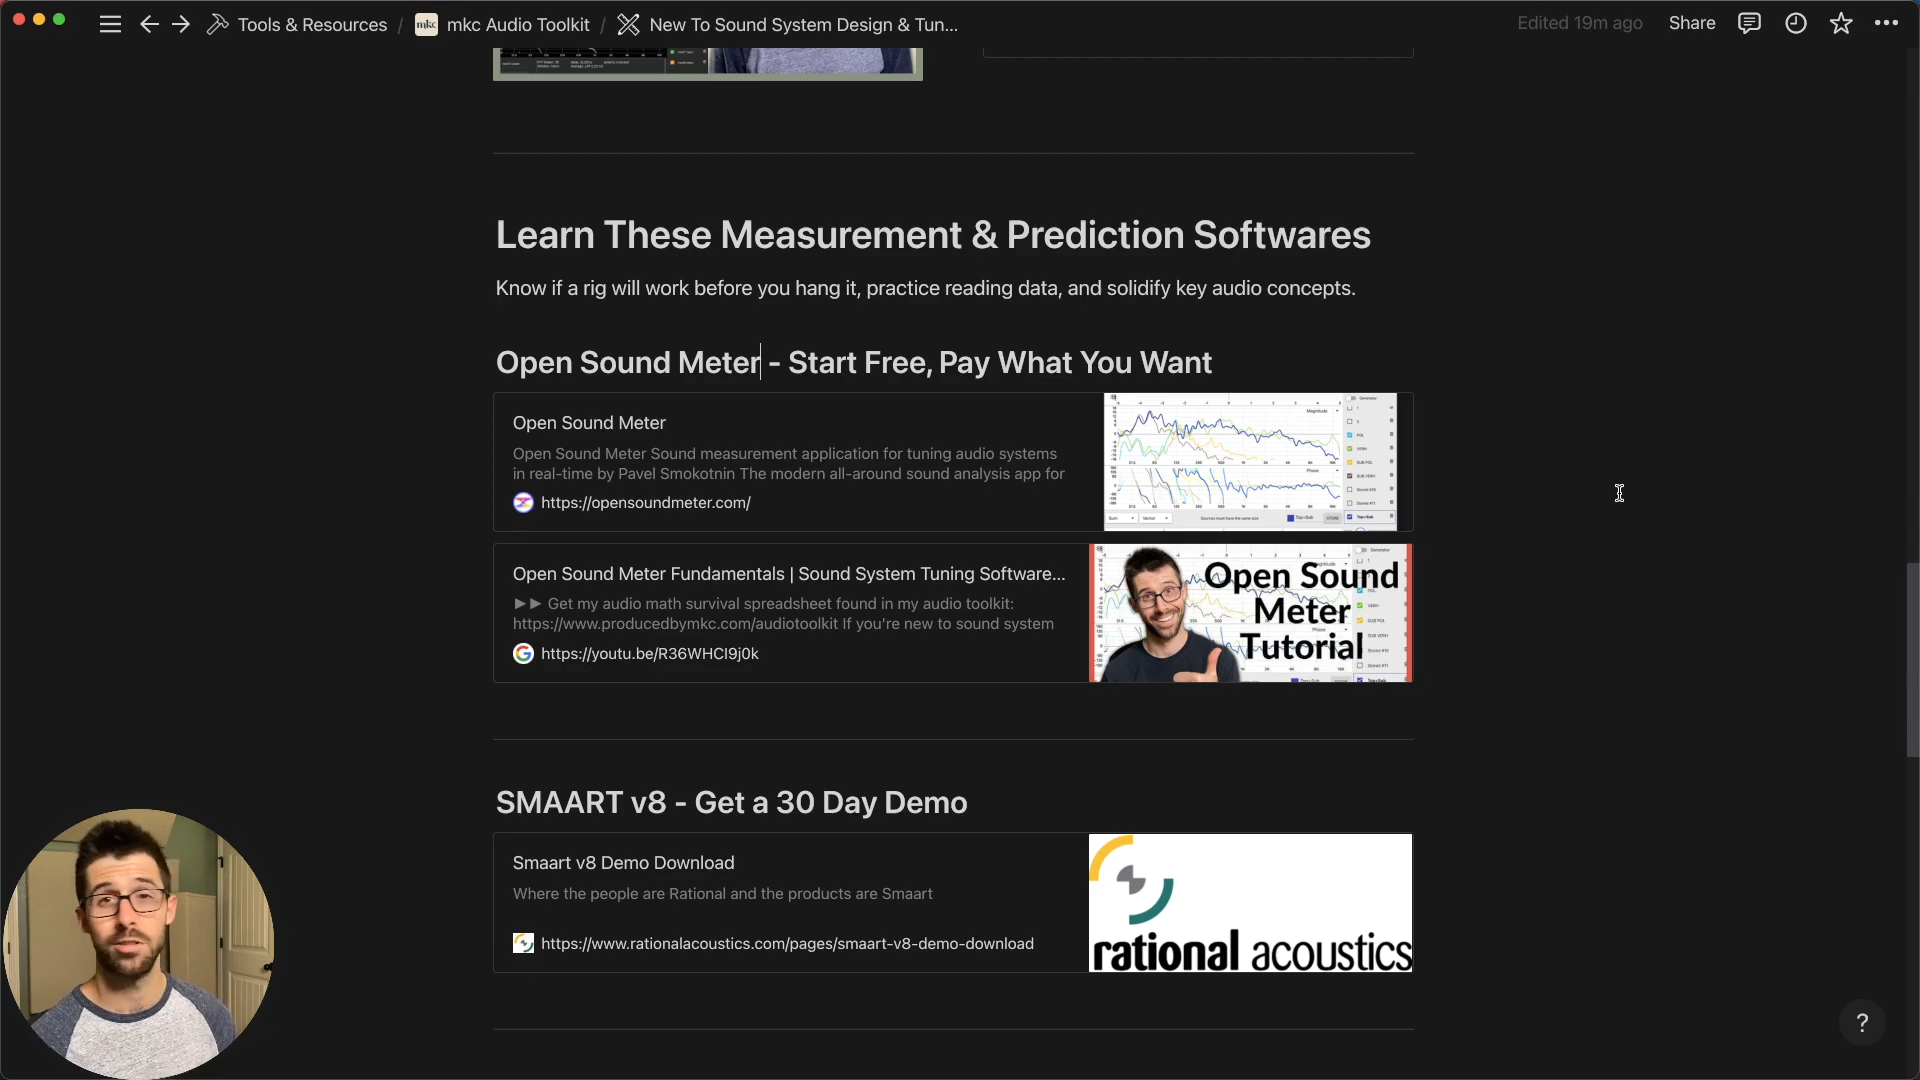 Tools & Resources / mkc mkc Audio Toolkit / New To Sound System Design & Tun...
Edited 19m ago Share
Learn These Measurement & Prediction Softwares
Know if a rig will work before you hang it, practice reading data, and solidify key audio concepts.
Open Sound Meter - Start Free, Pay What You Want
Open Sound Meter
Open Sound Meter Sound measurement application for tuning audio systems
in real-time by Pavel Smokotnin The modern all-around sound analysis app for
https://opensoundmeter.com/
Magnitude
Phase
Generator
Open Sound Meter Fundamentals | Sound System Tuning Software...
►► Get my audio math survival spreadsheet found in my audio toolkit:
https://www.producedbymkc.com/audiotoolkit If you're new to sound system
https://youtu.be/R36WHCI9j0k
Open Sound
Meter
Tutorial
SMAART v8 - Get a 30 Day Demo
Smaart v8 Demo Download
Where the people are Rational and the products are Smaart
https://www.rationalacoustics.com/pages/smaart-v8-demo-download
rational acoustics
?